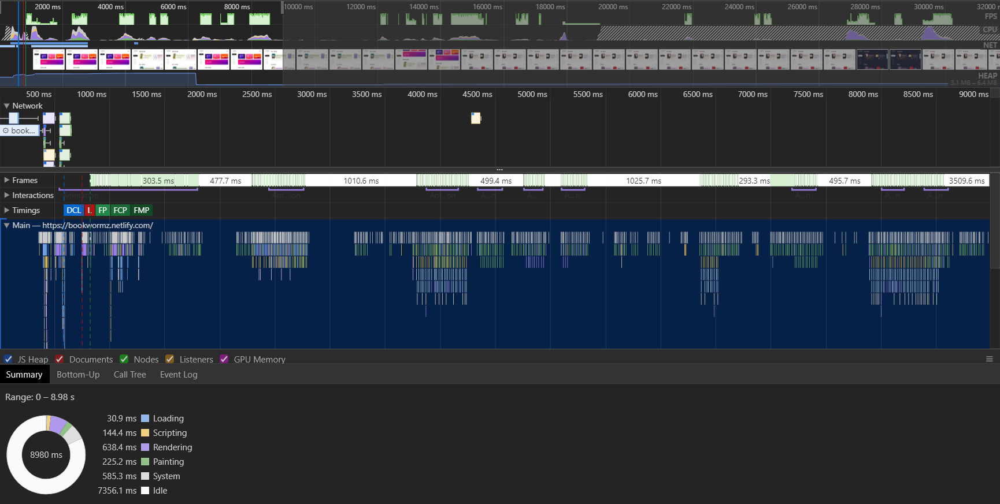 2000 ms 4000 ms 6000 ms 8000 ms 10000 ms 12000 ms 14000 ms 16000 ms 18000 ms 20000 ms 22000 ms 24000 ms 26000 ms 28000 ms 30000 ms 32000 m
FPS
CPU
NET
HEAP
3.1 MB – 6.4 MB
500 ms 1000 ms 1500 ms 2000 ms 2500 ms 3000 ms 3500 ms 4000 ms 4500 ms 5000 ms 5500 ms 6000 ms 6500 ms 7000 ms 7500 ms 8000 ms 8500 ms 9000 ms
Network
book...
Frames 303.5 ms 477.7 ms 1010.6 ms 499.4 ms 1025.7 ms 293.3 ms 495.7 ms 3509.6 ms
Interactions Animation Ani...ion Ani...on A...n A... A...n A...n A...n A...n
Timings DCL L FP FCP FMP
Main — https://bookwormz.netlify.com/
JS Heap Documents Nodes Listeners GPU Memory
Summary Bottom-Up Call Tree Event Log
Range: 0 – 8.98 s
8980 ms
30.9 ms Loading
144.4 ms Scripting
638.4 ms Rendering
225.2 ms Painting
585.3 ms System
7356.1 ms Idle